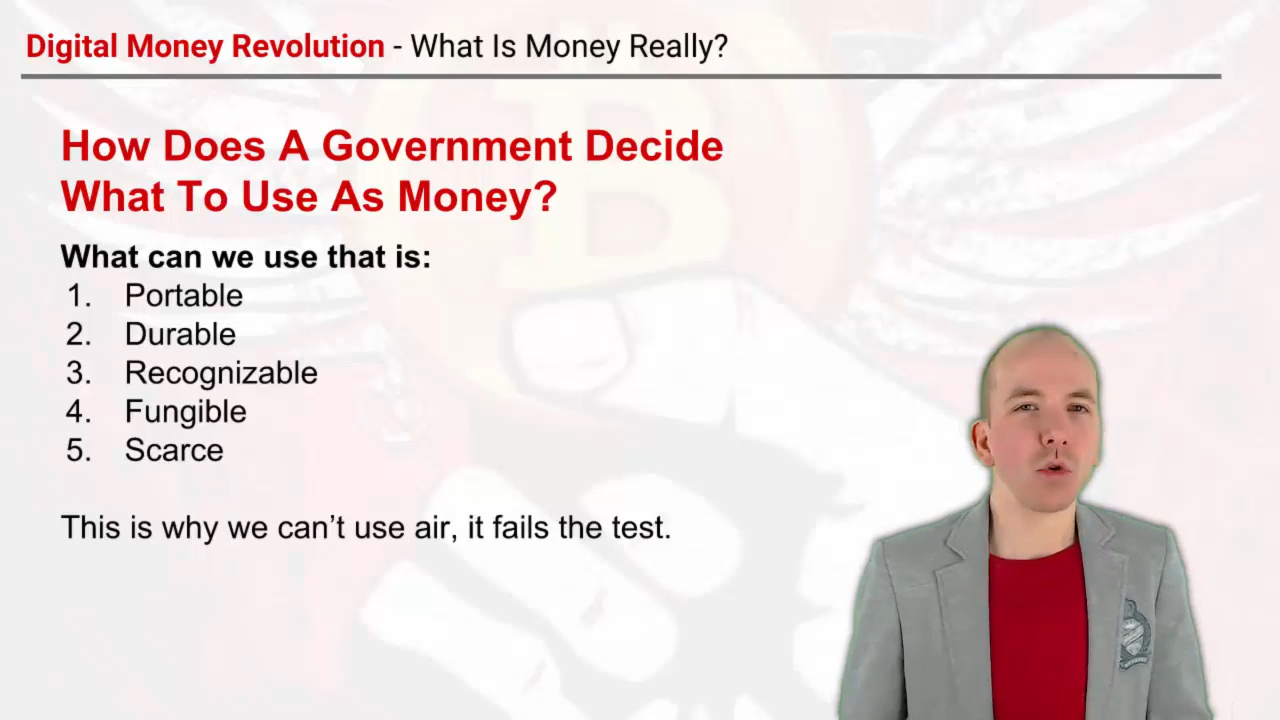 Digital Money Revolution - What Is Money Really?
How Does A Government Decide
What To Use As Money?
What can we use that is:
1. Portable
2. Durable
3. Recognizable
4. Fungible
5. Scarce
This is why we can’t use air, it fails the test.